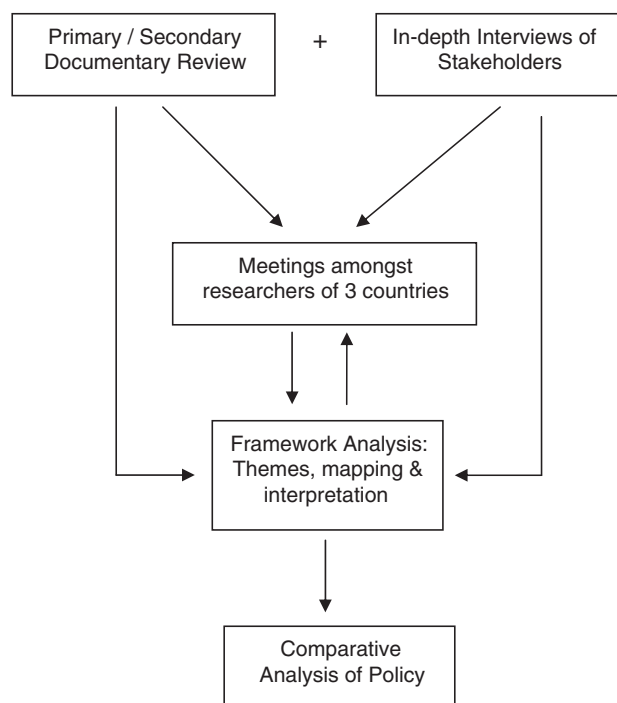 Primary / Secondary
Documentary Review
+
In-depth Interviews of
Stakeholders
Meetings amongst
researchers of 3 countries
Framework Analysis:
Themes, mapping &
interpretation
Comparative
Analysis of Policy